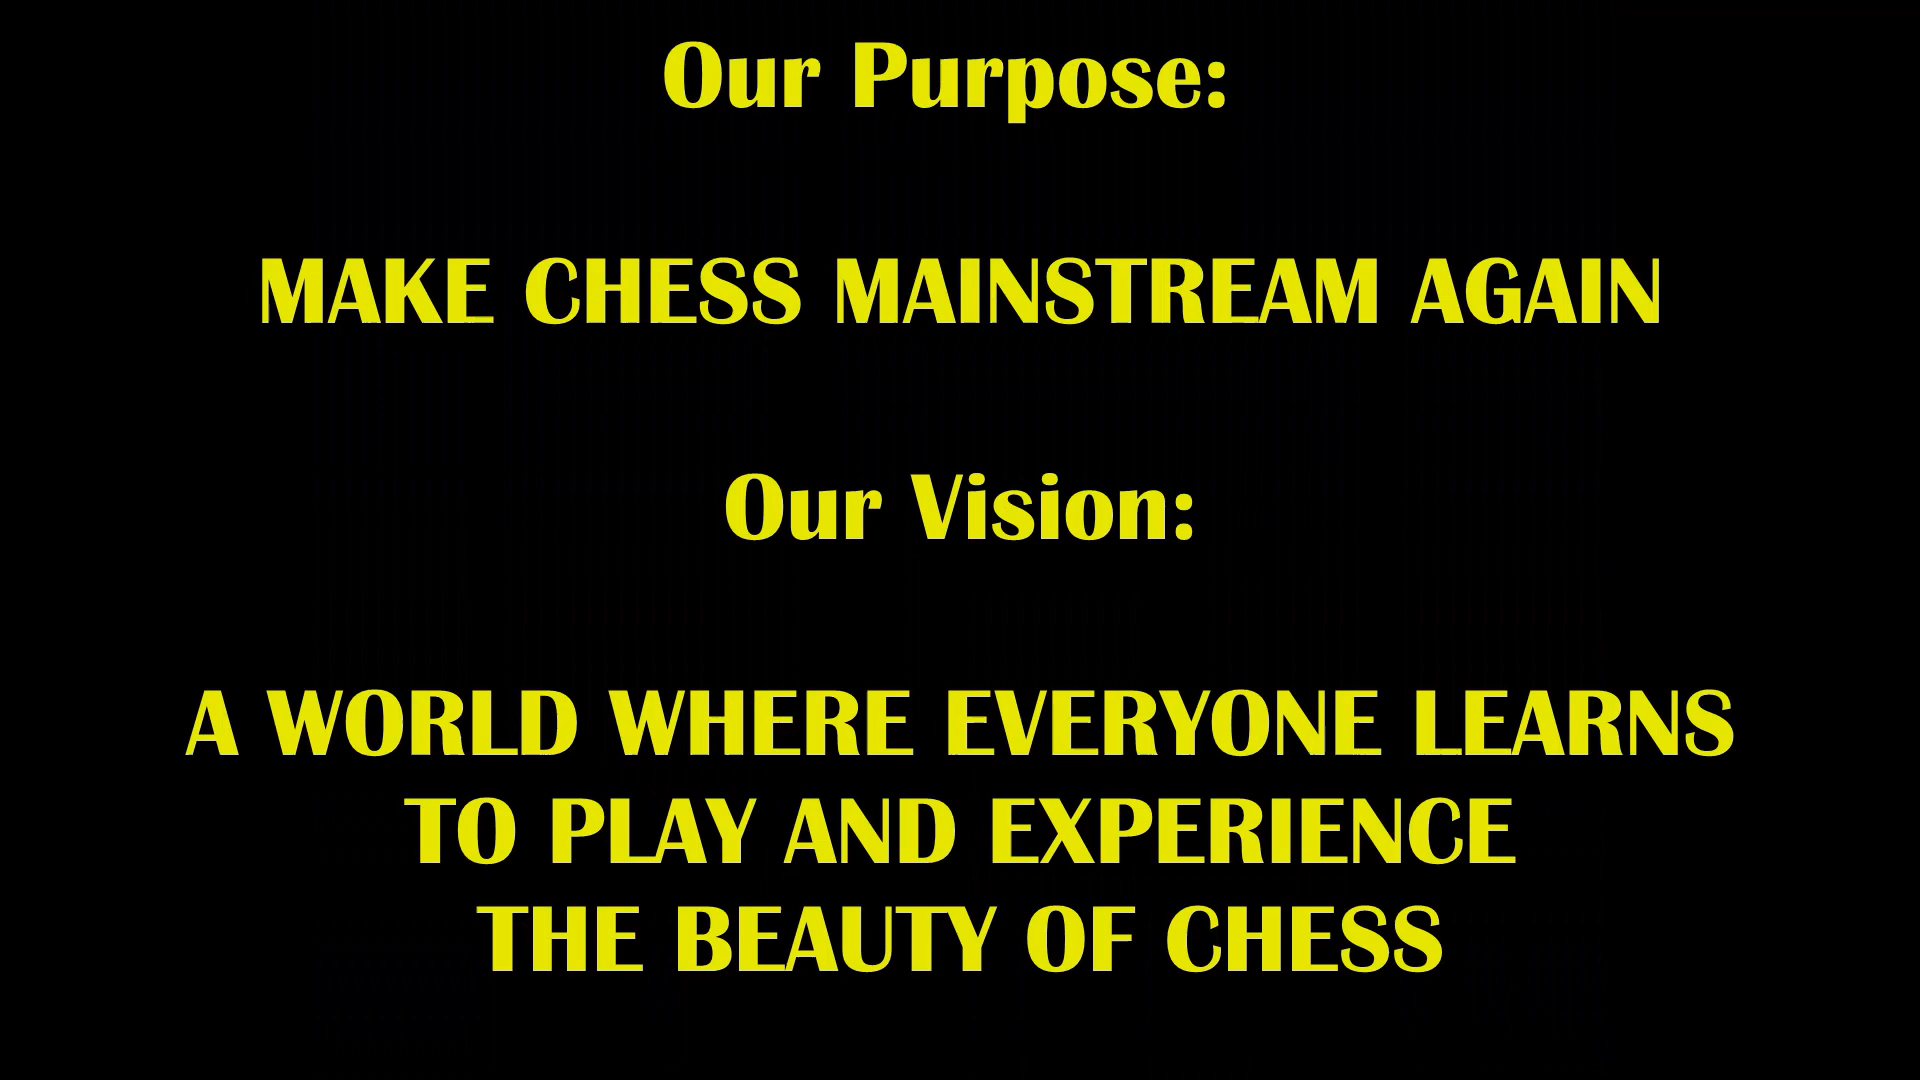 Our Purpose:
MAKE CHESS MAINSTREAM AGAIN
Our Vision:
A WORLD WHERE EVERYONE LEARNS
TO PLAY AND EXPERIENCE
THE BEAUTY OF CHESS